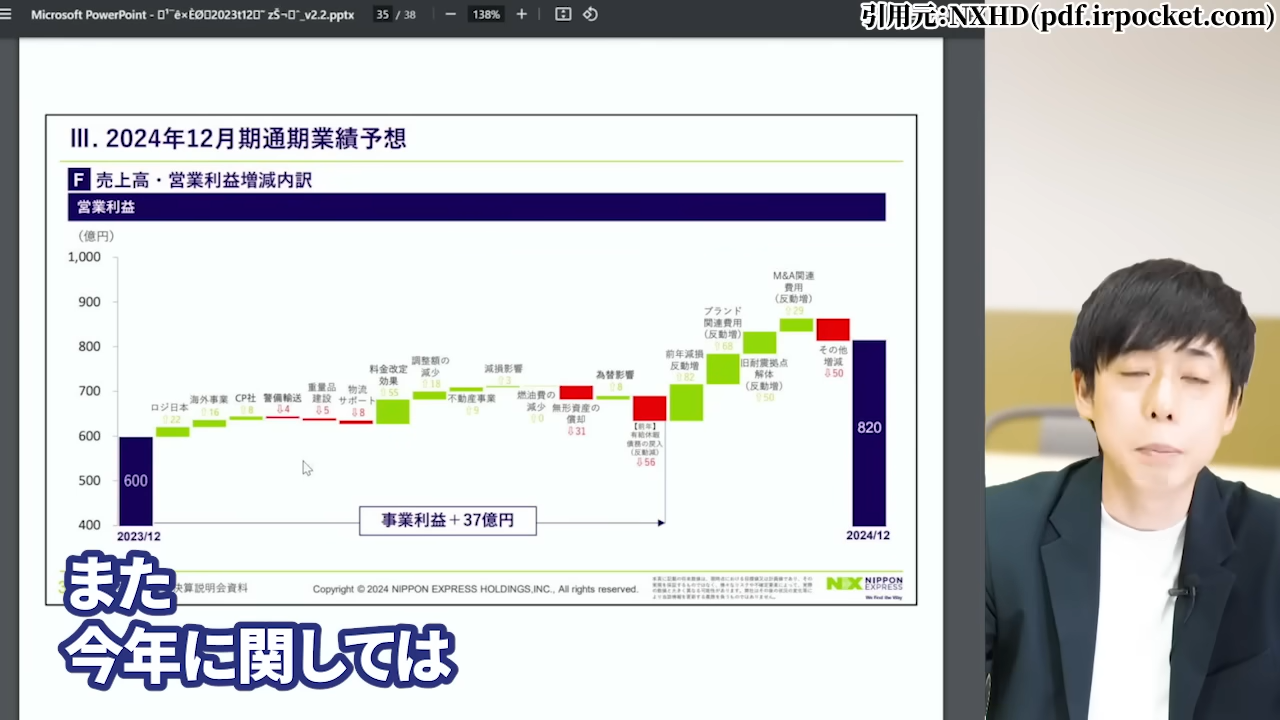 Microsoft PowerPoint -
35 / 38
138%
引用元:NXHD(pdf.irpocket.com)
Ⅲ. 2024年12月期通期業績予想
F 売上高・営業利益増減内訳
営業利益
(億円)
1,000
900
800
700
600
500
400
600
2023/12
ロジ日本
⇧22
海外事業
⇧16
CP社
⇧8
警備輸送
⇩4
重量品
建設
⇩5
物流
サポート
⇩8
料金改定
効果
⇧55
調整額の
減少
⇧18
不動産事業
⇧9
減損影響
⇧3
燃油費の
減少
⇧0
無形資産の
償却
⇩31
為替影響
⇧8
【前年】
有給休暇
債務の戻入
(反動減)
⇩56
前年減損
反動増
⇧82
ブランド
関連費用
(反動増)
⇧68
旧耐震拠点
解体
(反動増)
⇧50
M&A関連
費用
(反動増)
⇧29
その他
増減
⇩50
820
2024/12
事業利益+37億円
決算説明会資料
Copyright © 2024 NIPPON EXPRESS HOLDINGS,INC., All rights reserved.
NX NIPPON
EXPRESS
We Find the Way
また
今年に関しては